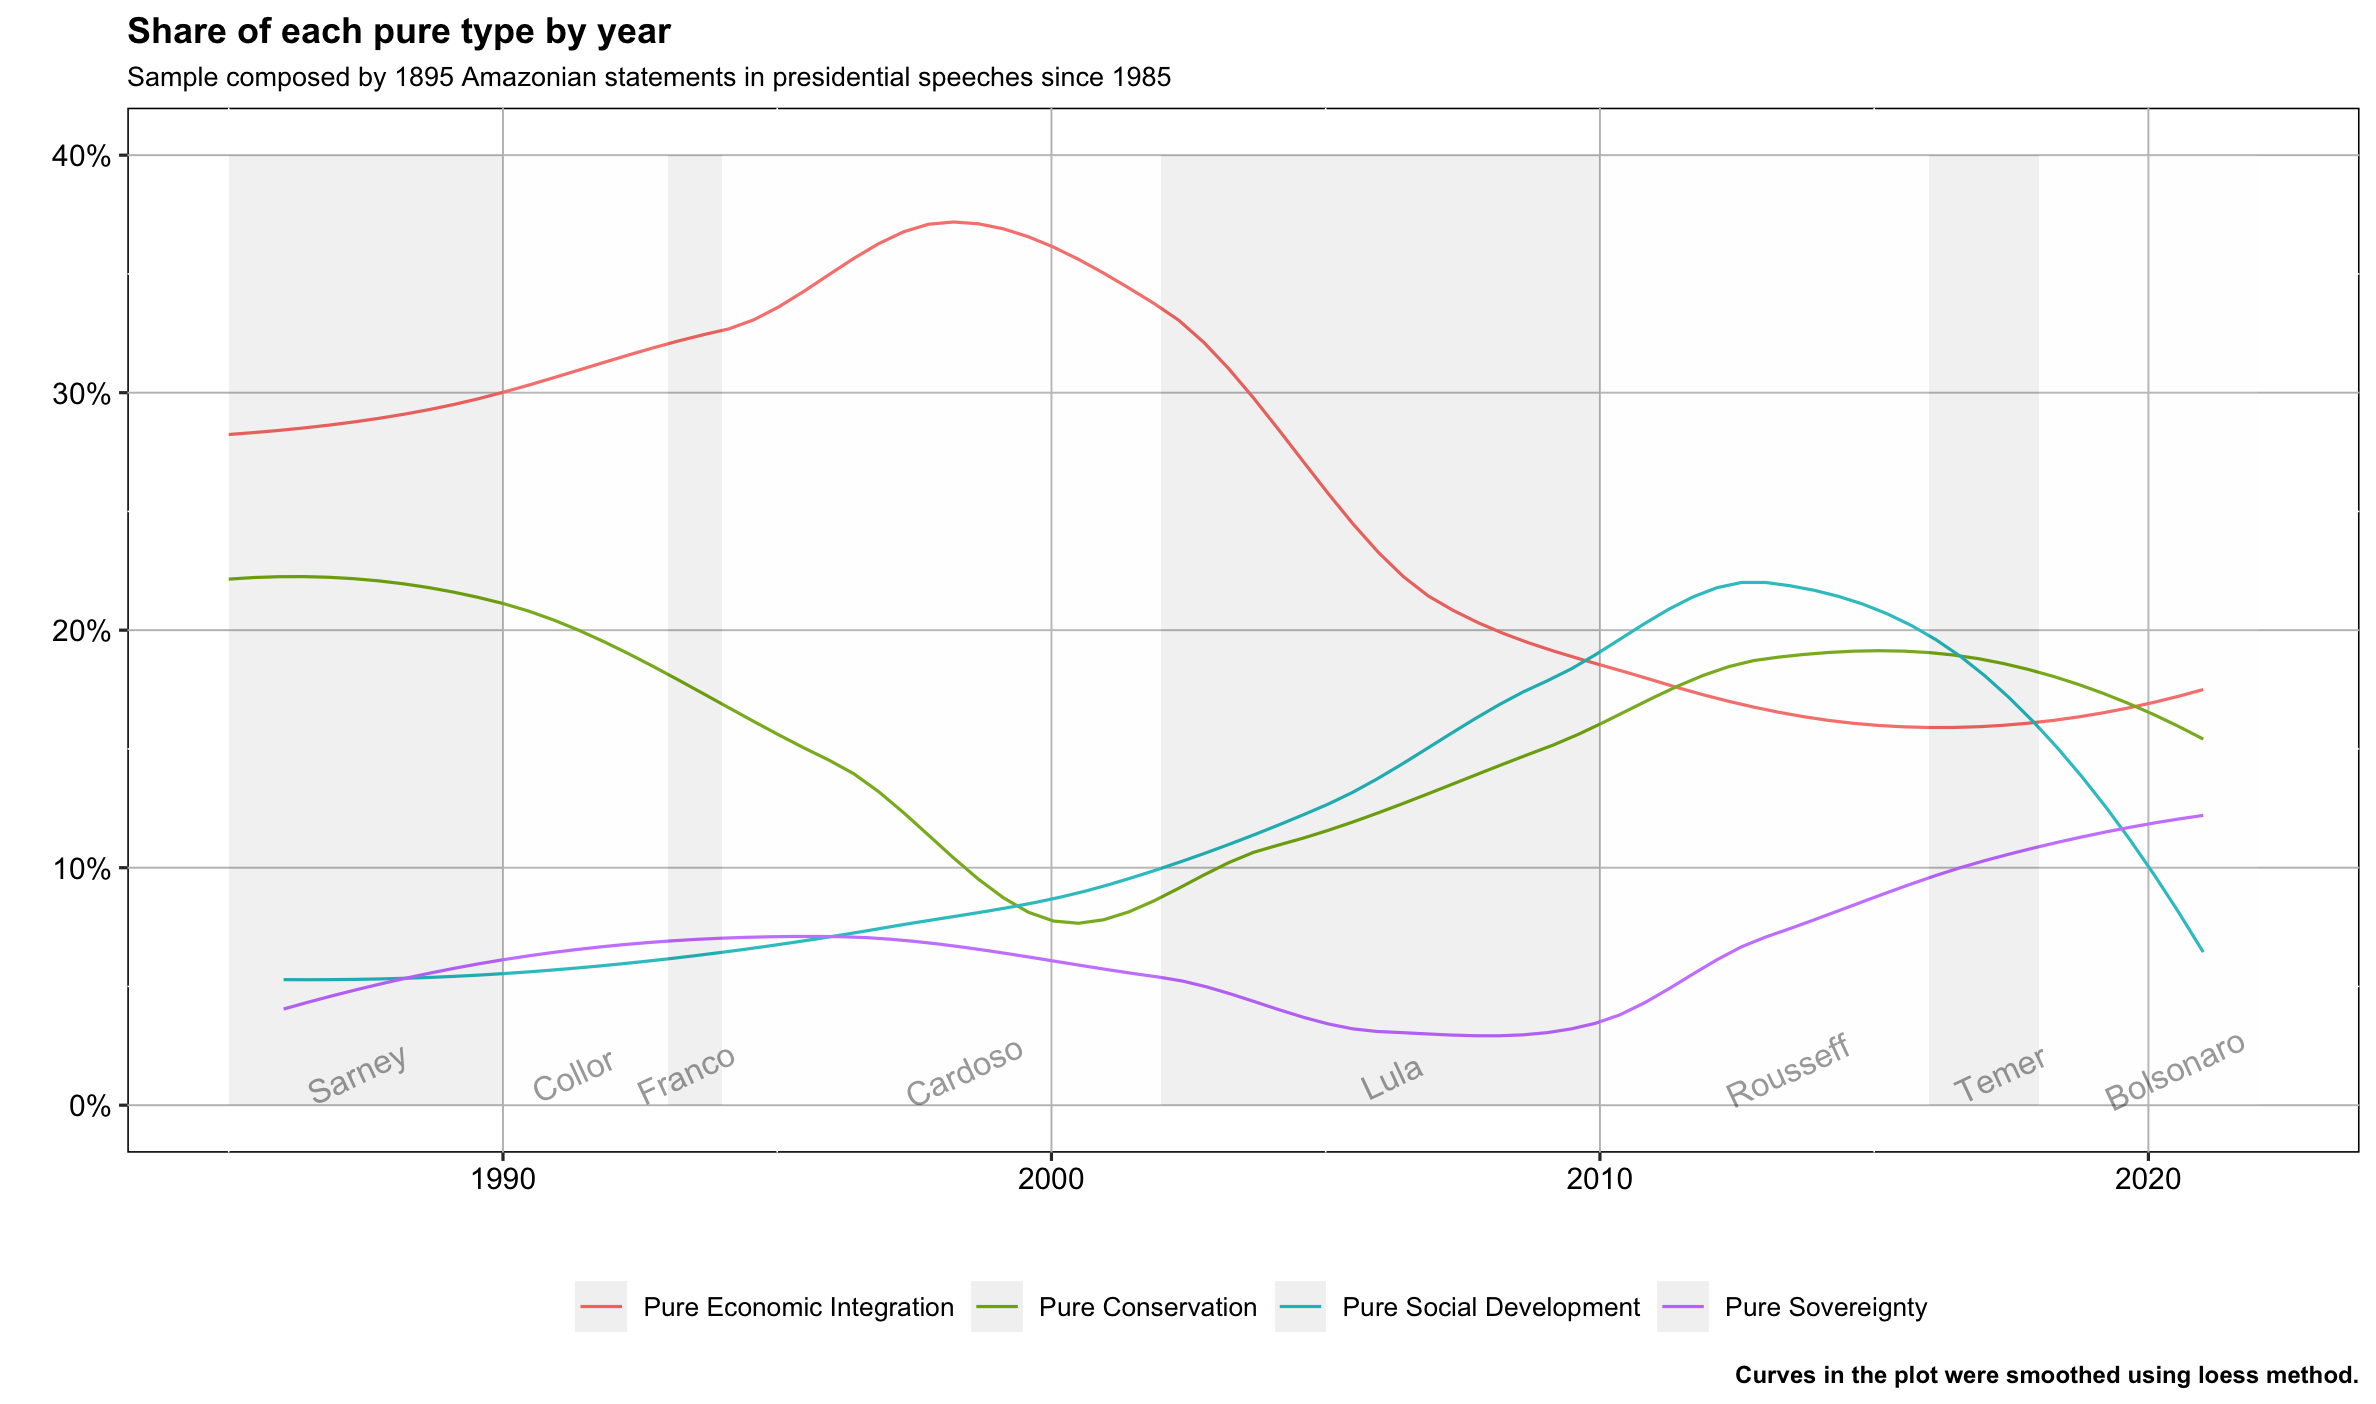 Share of each pure type by year
Sample composed by 1895 Amazonian statements in presidential speeches since 1985
40%
30%
20%
10%
0%
Sarney
Collor
Franco
Cardoso
Lula
Rousseff
Temer
Bolsonaro
1990
2000
2010
2020
Pure Economic Integration
Pure Conservation
Pure Social Development
Pure Sovereignty
Curves in the plot were smoothed using loess method.